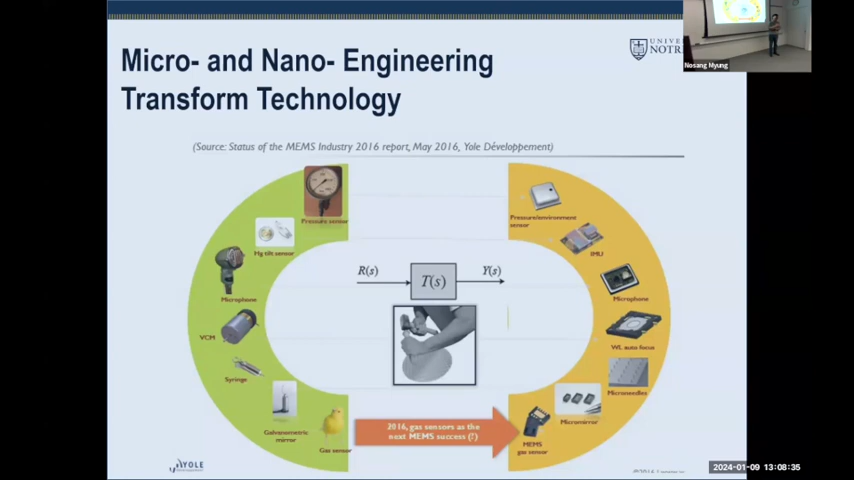 Micro- and Nano- Engineering
Transform Technology
UNIV
NOTR
Nosang Myung
(Source: Status of the MEMS Industry 2016 report, May 2016, Yole Développement)
Pressure sensor
Hg tilt sensor
Microphone
VCM
Syringe
Galvanometric
mirror
Gas sensor
R(s)
T(s)
Y(s)
2016, gas sensors as the
next MEMS success (?)
Pressure/environment
sensor
IMU
Microphone
WL auto focus
Microneedles
Micromirror
MEMS
gas sensor
YOLE
2024-01-09 13:08:35